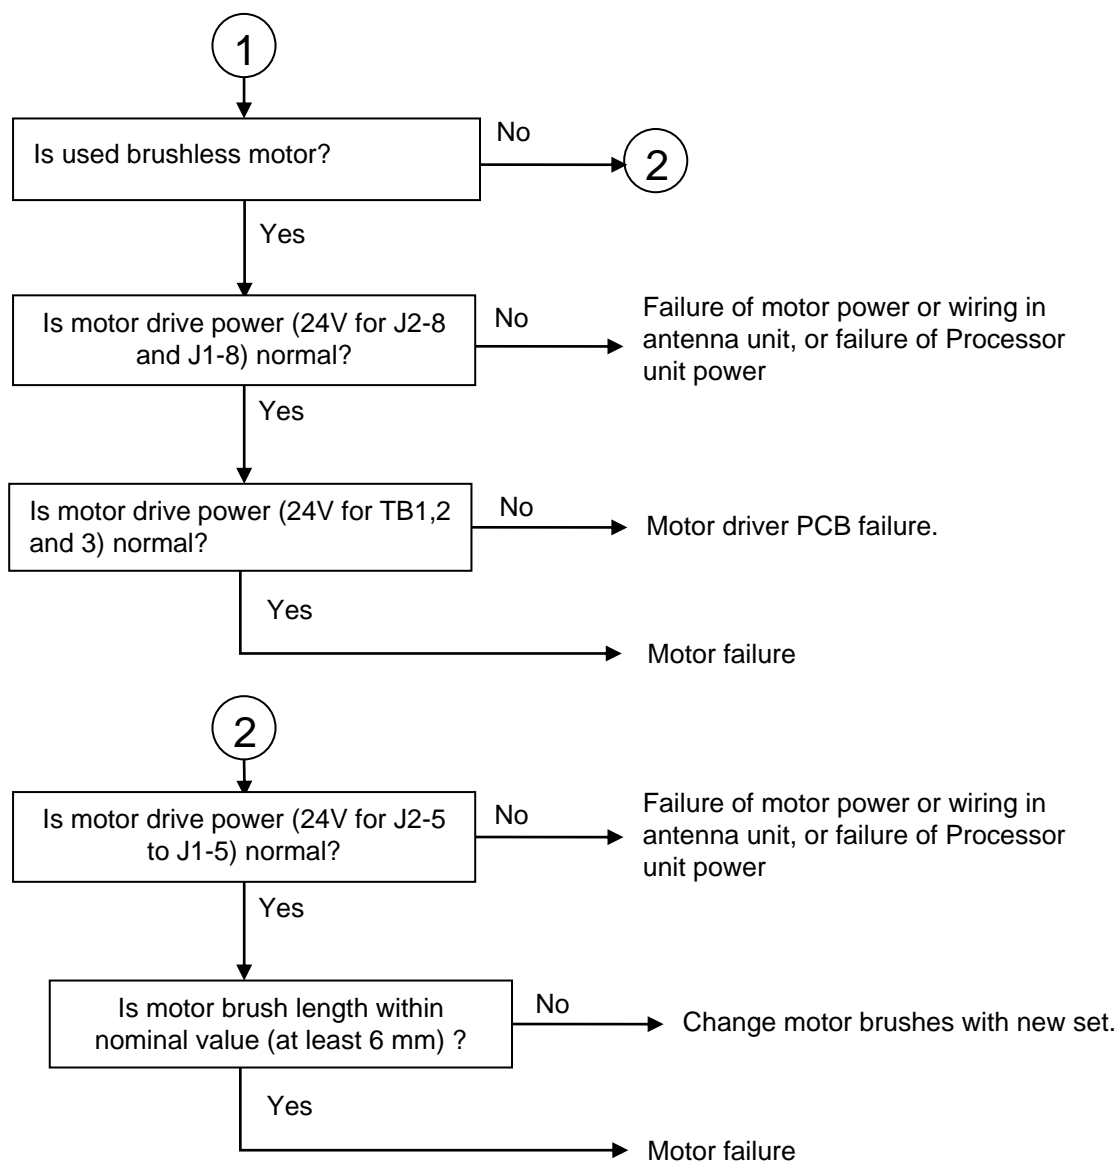 1
Is used brushless motor?
No
2
Yes
Is motor drive power (24V for J2-8
and J1-8) normal?
No
Failure of motor power or wiring in
antenna unit, or failure of Processor
unit power
Yes
Is motor drive power (24V for TB1,2
and 3) normal?
No
Motor driver PCB failure.
Yes
Motor failure
2
Is motor drive power (24V for J2-5
to J1-5) normal?
No
Failure of motor power or wiring in
antenna unit, or failure of Processor
unit power
Yes
Is motor brush length within
nominal value (at least 6 mm) ?
No
Change motor brushes with new set.
Yes
Motor failure